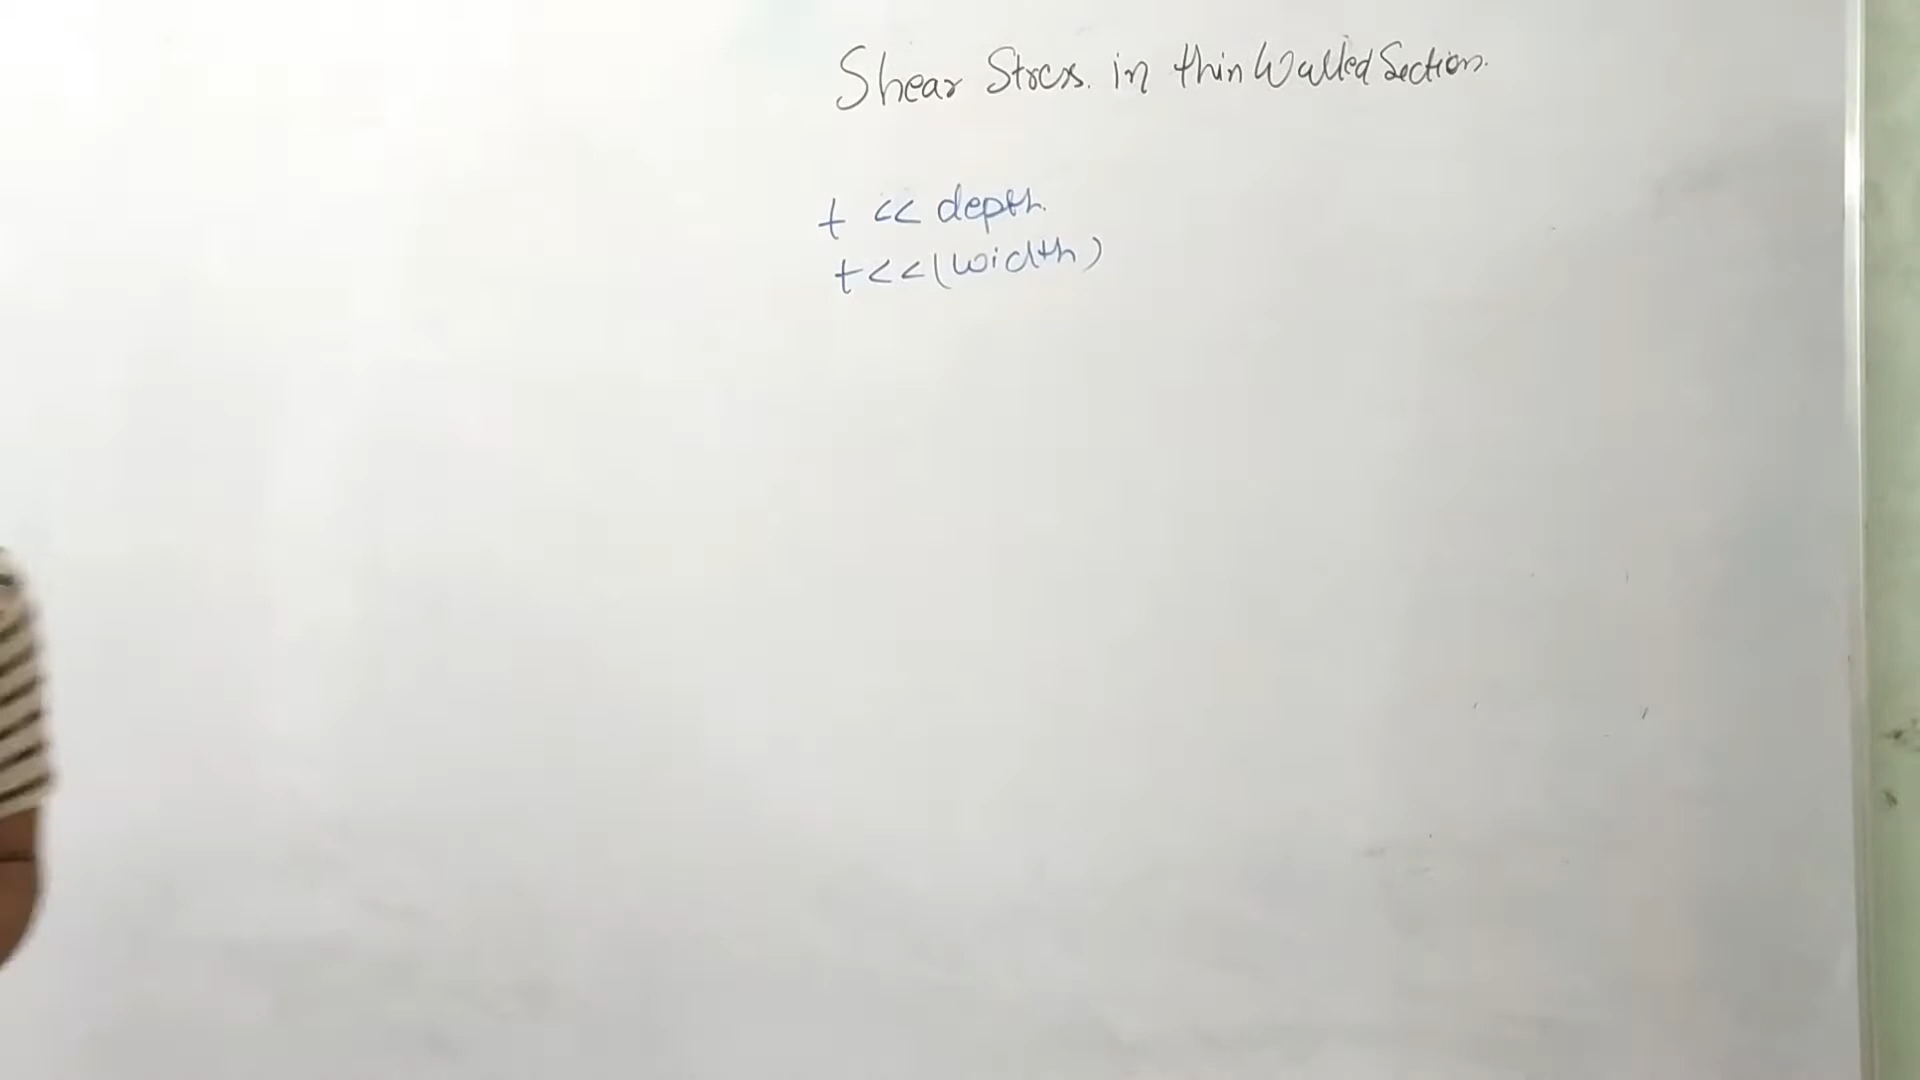 Shear Stress. in thin Walled Section.
t << depth.
t<<(width)